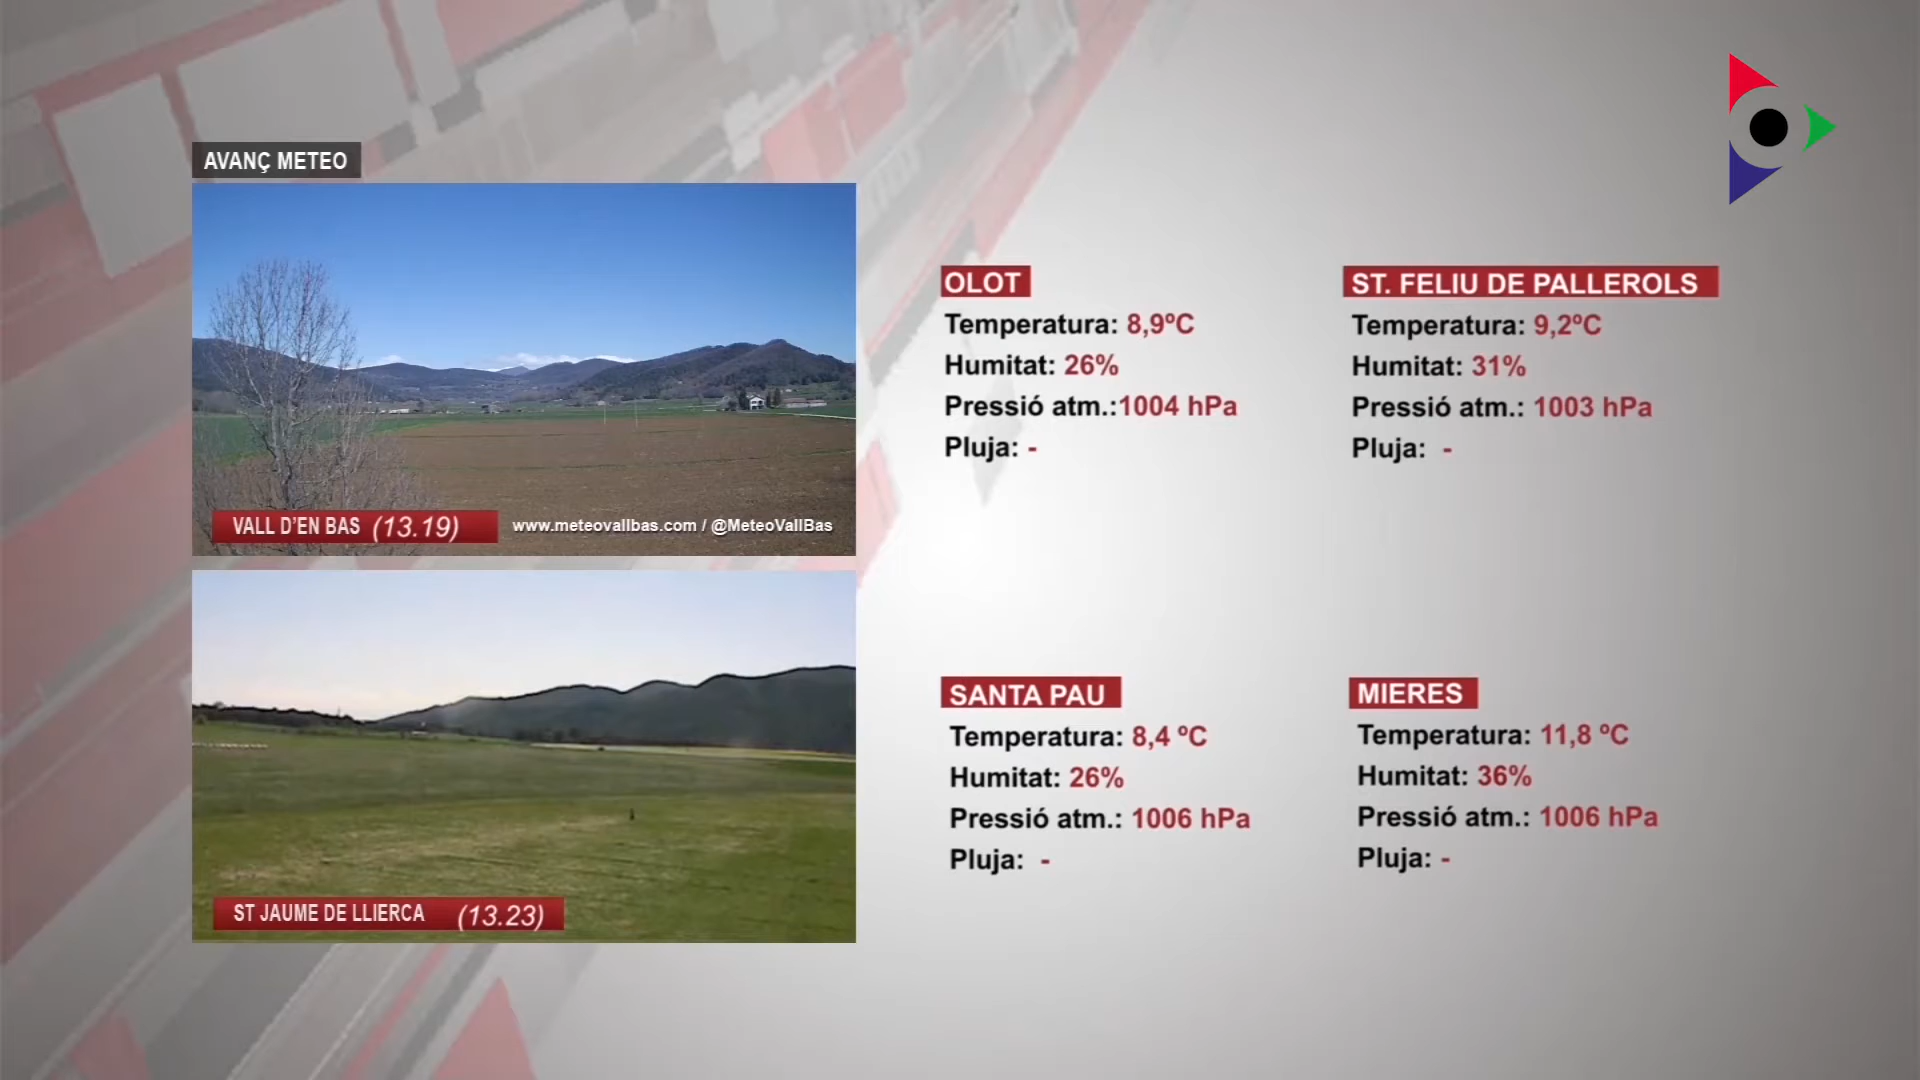 AVANÇ METEO
VALL D'EN BAS (13.19)
www.meteovallbas.com / @MeteoVallBas
ST JAUME DE LLIERCA (13.23)
OLOT
Temperatura: 8,9ºC
Humitat: 26%
Pressió atm.:1004 hPa
Pluja: -
ST. FELIU DE PALLEROLS
Temperatura: 9,2ºC
Humitat: 31%
Pressió atm.: 1003 hPa
Pluja: -
SANTA PAU
Temperatura: 8,4 ºC
Humitat: 26%
Pressió atm.: 1006 hPa
Pluja: -
MIERES
Temperatura: 11,8 ºC
Humitat: 36%
Pressió atm.: 1006 hPa
Pluja: -